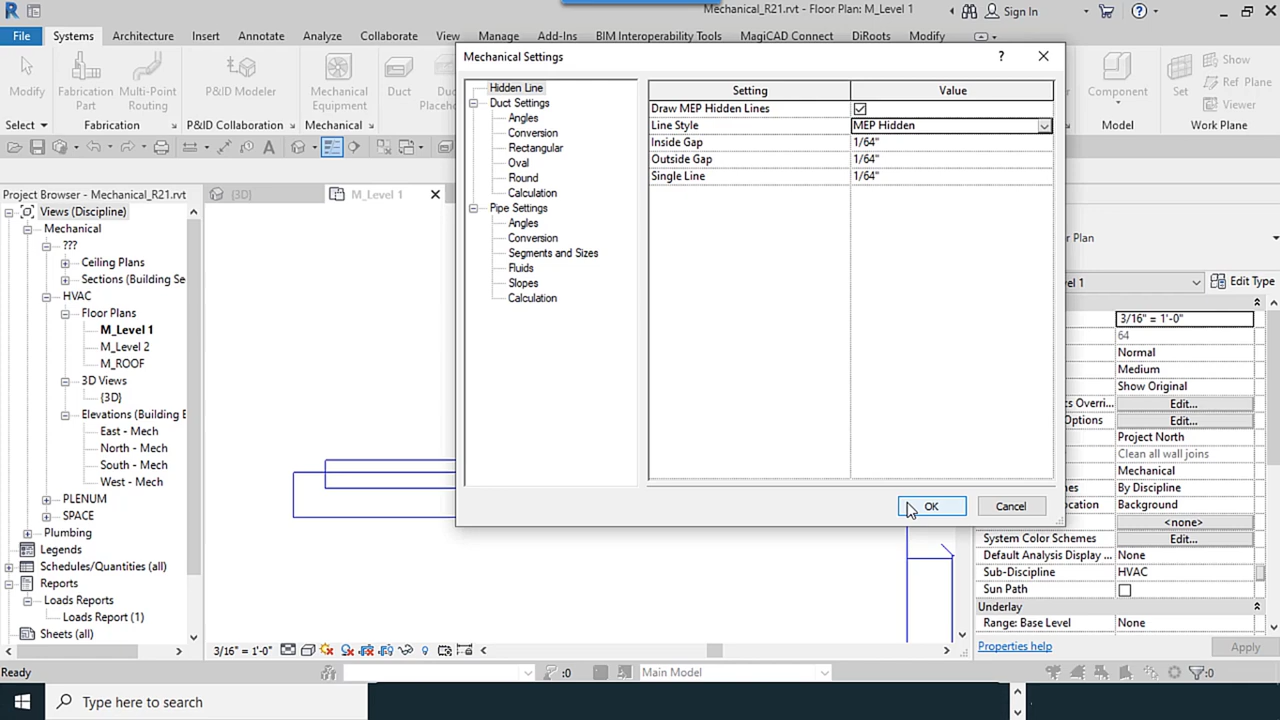 Mechanical_R21.rvt - Floor Plan: M_Level 1
Sign In
File Systems Architecture Insert Annotate Analyze Collaborate View Manage Add-Ins BIM Interoperability Tools MagiCAD Connect DiRoots Modify
Modify
Fabrication Part
Multi-Point Routing
P&ID Modeler
Mechanical Equipment
Duct
Duct
Model
Set
Show
Ref Plane
Viewer
Select Fabrication P&ID Collaboration Mechanical Model Work Plane
Project Browser - Mechanical_R21.rvt
Views (Discipline)
Mechanical
???
Ceiling Plans
Sections (Building Se
HVAC
Floor Plans
M_Level 1
M_Level 2
M_ROOF
3D Views
{3D}
Elevations (Building E
East - Mech
North - Mech
South - Mech
West - Mech
PLENUM
SPACE
Plumbing
Legends
Schedules/Quantities (all)
Reports
Loads Reports
Loads Report (1)
Sheets (all)
{3D}
M_Level 1
Mechanical Settings
?
Hidden Line
Duct Settings
Angles
Conversion
Rectangular
Oval
Round
Calculation
Pipe Settings
Angles
Conversion
Segments and Sizes
Fluids
Slopes
Calculation
Setting Value
Draw MEP Hidden Lines
Line Style MEP Hidden
Inside Gap 1/64"
Outside Gap 1/64"
Single Line 1/64"
OK Cancel
r Plan
el 1
Edit Type
3/16" = 1'-0"
64
Normal
Medium
Show Original
cs Overri... Edit...
Options Edit...
Project North
Clean all wall joins
Mechanical
nes By Discipline
ocation Background
<none>
System Color Schemes Edit...
Default Analysis Display ... None
Sub-Discipline HVAC
Sun Path
Underlay
Range: Base Level None
Properties help Apply
3/16" = 1'-0"
Ready
:0
Main Model
:0
Type here to search